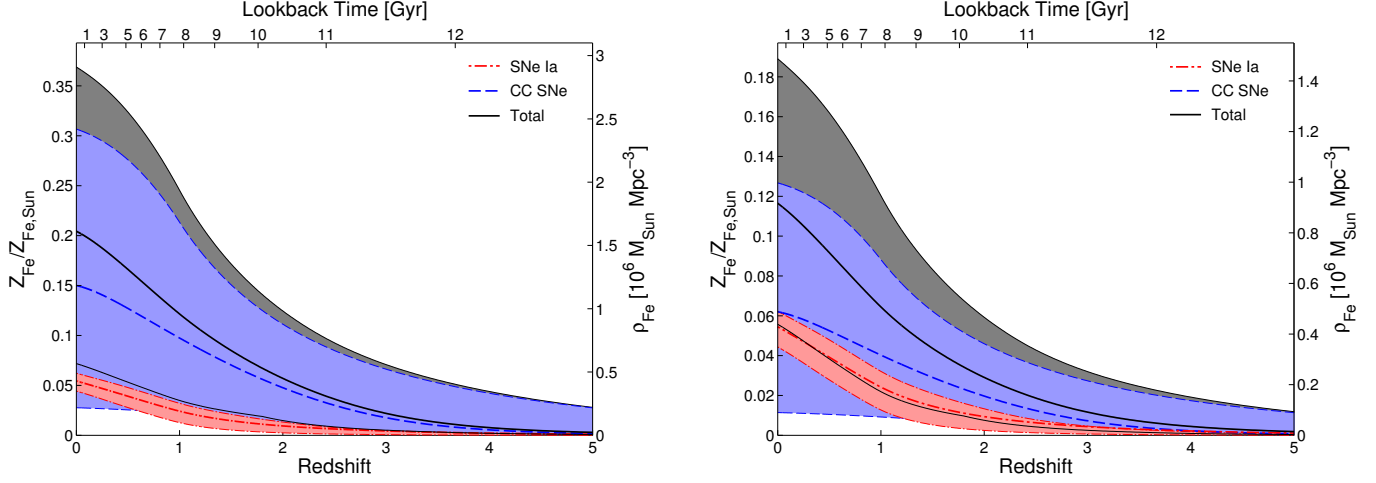 Lookback Time [Gyr]
1 3 5 6 7 8 9 10 11 12
Z_Fe/Z_Fe,Sun
0.35
0.3
0.25
0.2
0.15
0.1
0.05
0
SNe Ia
CC SNe
Total
3
2.5
2
1.5
1
0.5
0
ρ_Fe [10^6 M_Sun Mpc^−3]
0 1 2 3 4 5
Redshift
Lookback Time [Gyr]
1 3 5 6 7 8 9 10 11 12
Z_Fe/Z_Fe,Sun
0.18
0.16
0.14
0.12
0.1
0.08
0.06
0.04
0.02
0
SNe Ia
CC SNe
Total
1.4
1.2
1
0.8
0.6
0.4
0.2
0
ρ_Fe [10^6 M_Sun Mpc^−3]
0 1 2 3 4 5
Redshift